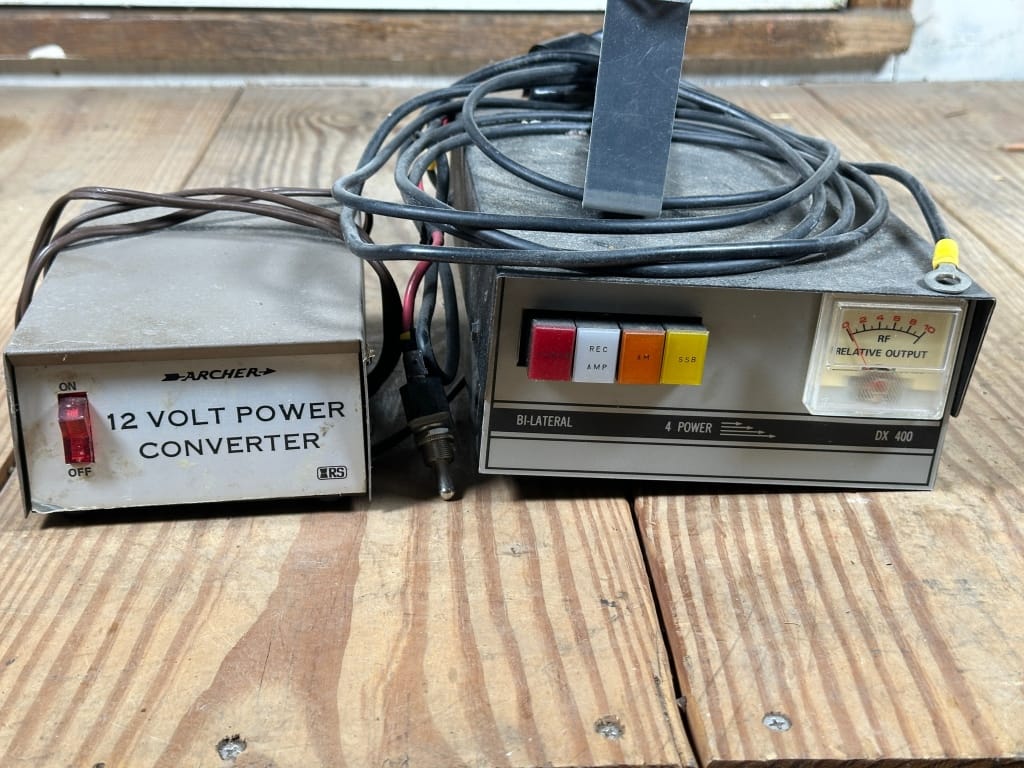 ARCHER
ON
12 VOLT POWER
CONVERTER
OFF
RS
REC
AMP
AM
SSB
0 2 4 6 8 10
RF
RELATIVE OUTPUT
BI-LATERAL
4 POWER
DX 400